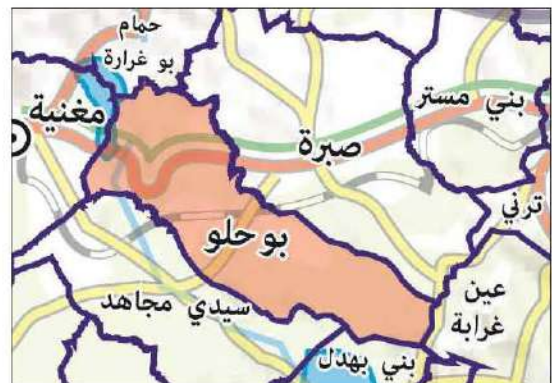 حمام
بو غرارة
مغنية
بني مستر
صبرة
ترني
بوحلو
عين
غرابة
سيدي مجاهد
بني بهدل